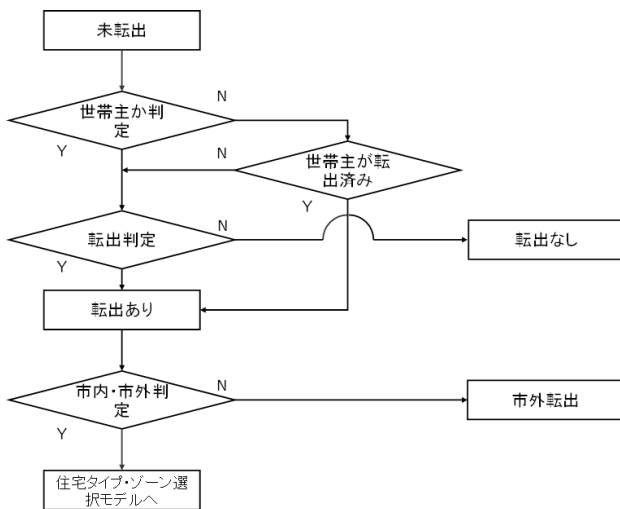 未転出
世帯主か判
定
N
Y
世帯主が転
出済み
N
Y
転出判定
N
Y
転出なし
転出あり
市内・市外判
定
N
Y
市外転出
住宅タイプ・ゾーン選
択モデルへ